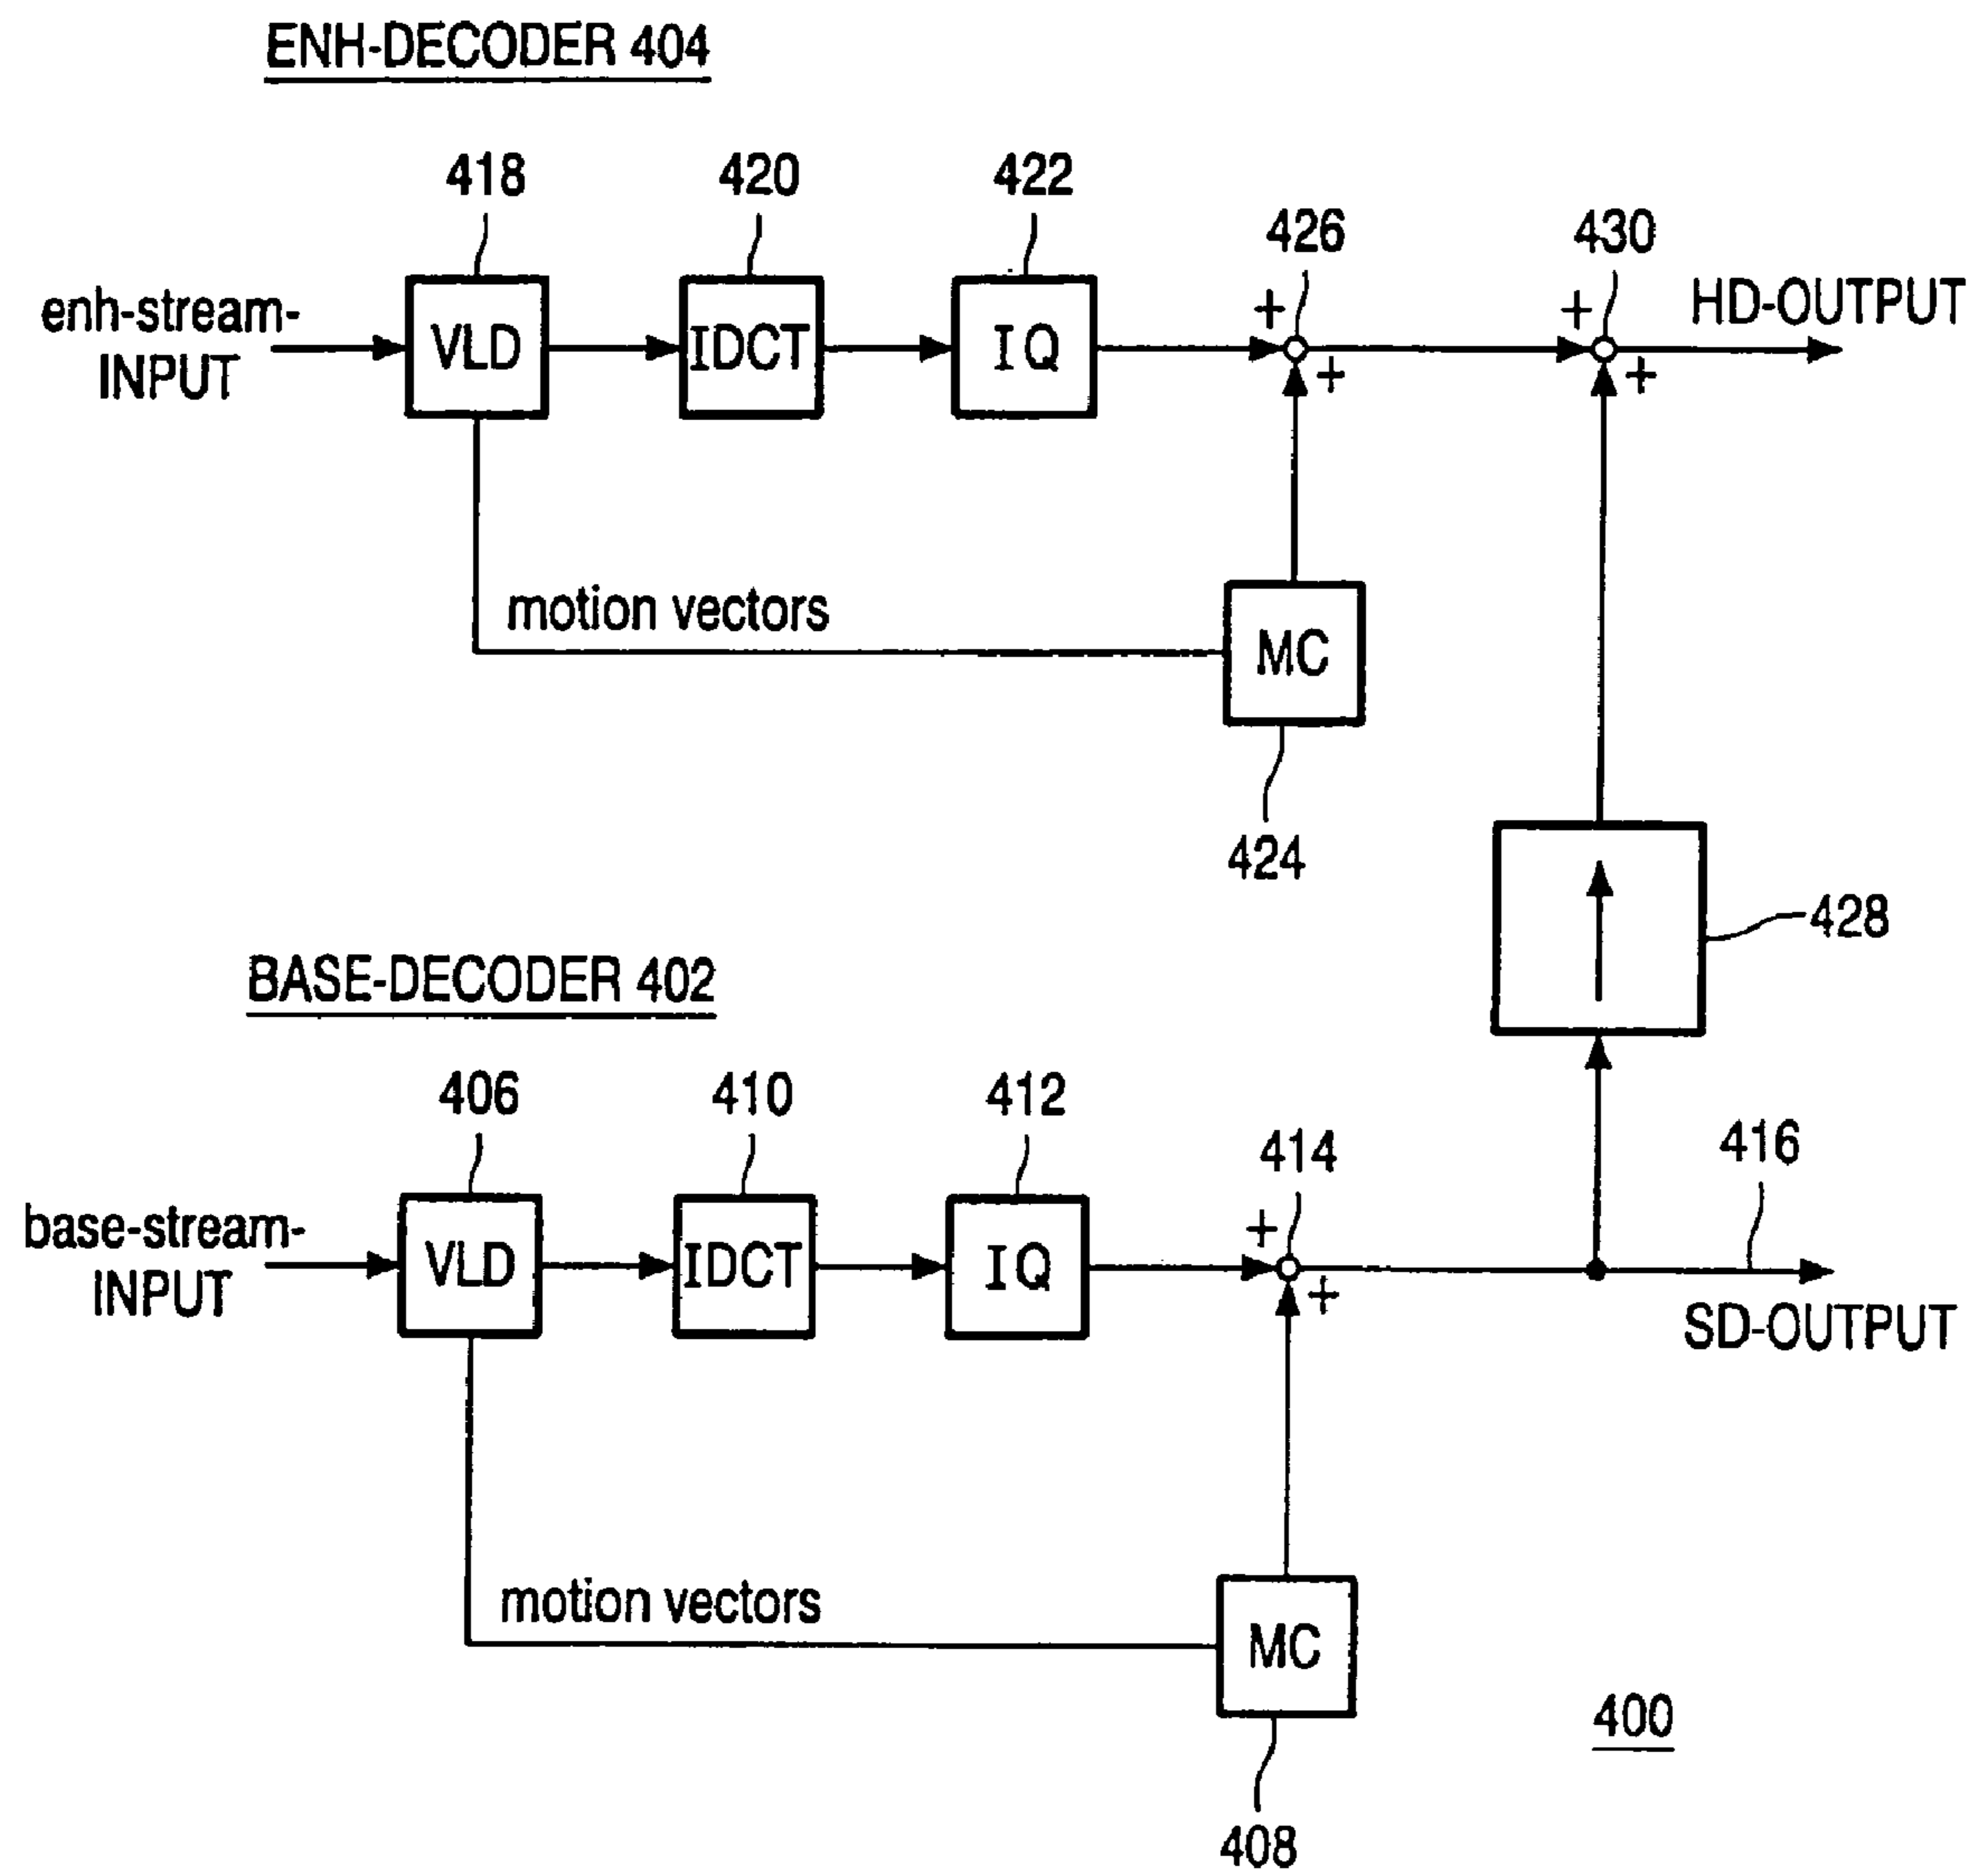 ENH-DECODER 404
418
420
422
426
430
enh-stream-
INPUT
VLD
IDCT
IQ
+
+
+
+
HD-OUTPUT
motion vectors
MC
424
428
BASE-DECODER 402
406
410
412
414
416
base-stream-
INPUT
VLD
IDCT
IQ
+
+
SD-OUTPUT
motion vectors
MC
408
400